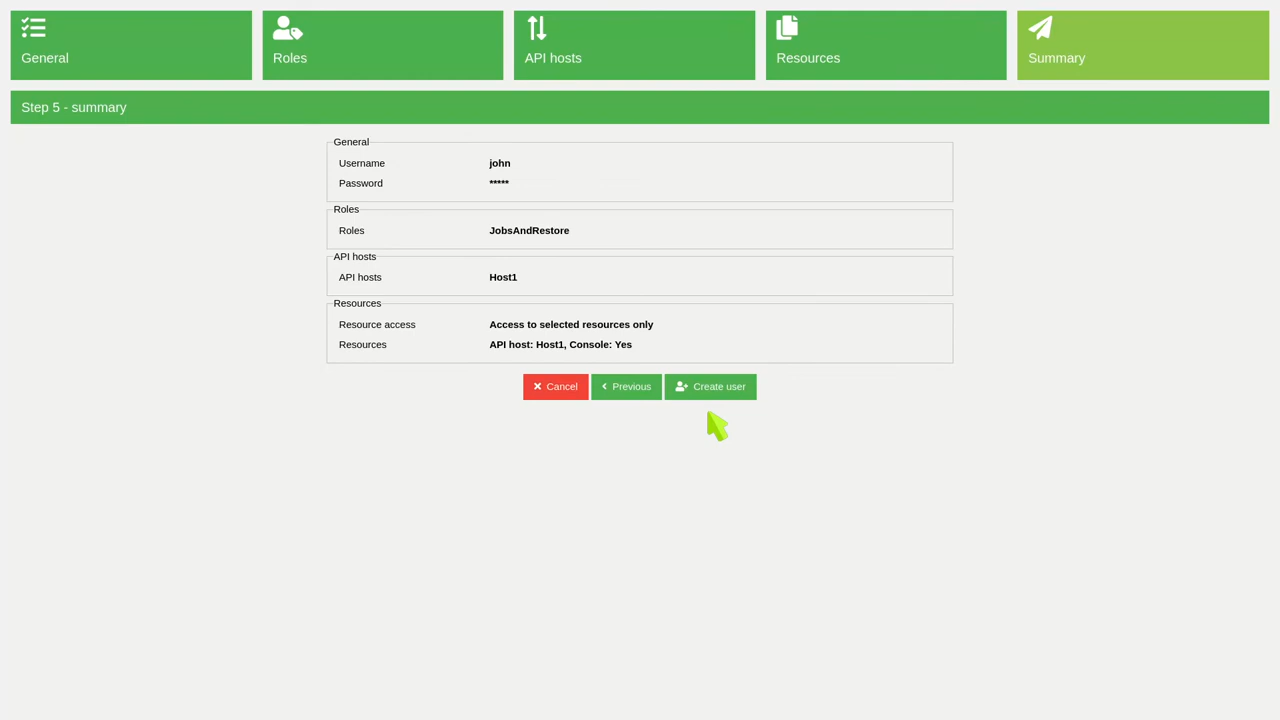 General
Roles
API hosts
Resources
Summary
Step 5 - summary
General
Username john
Password *****
Roles
Roles JobsAndRestore
API hosts
API hosts Host1
Resources
Resource access Access to selected resources only
Resources API host: Host1, Console: Yes
Cancel
Previous
Create user